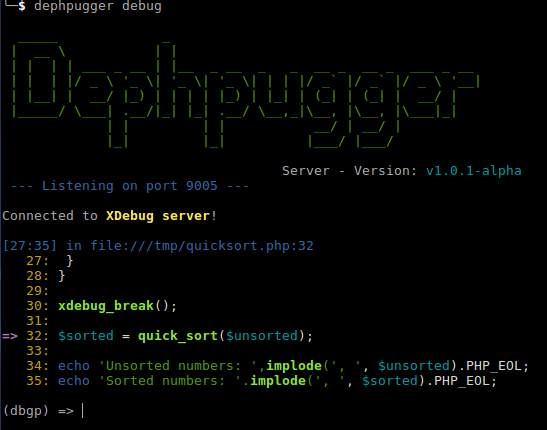 ╰─$ dephpugger debug
Dephpugger
Server - Version: v1.0.1-alpha
--- Listening on port 9005 ---
Connected to XDebug server!
[27:35] in file:///tmp/quicksort.php:32
27: }
28: }
29:
30: xdebug_break();
31:
=> 32: $sorted = quick_sort($unsorted);
33:
34: echo 'Unsorted numbers: ',implode(', ', $unsorted).PHP_EOL;
35: echo 'Sorted numbers: '.implode(', ', $sorted).PHP_EOL;
(dbgp) =>